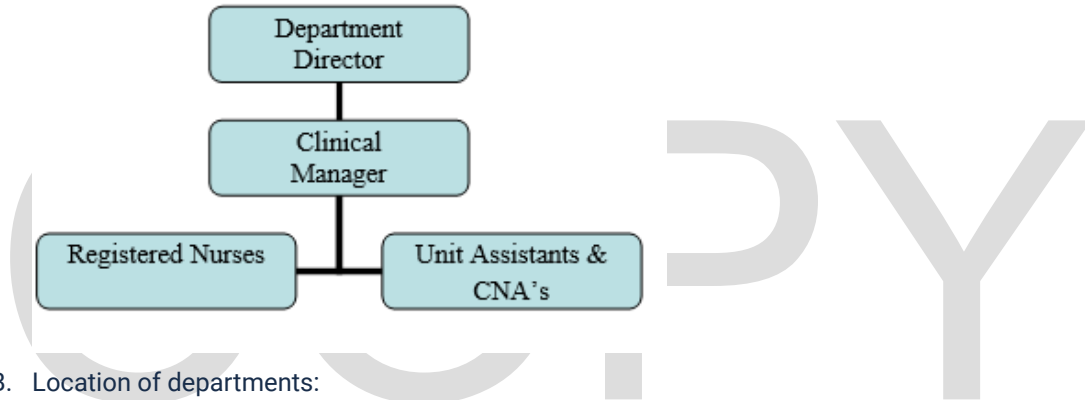 Department
Director
Clinical
Manager
Registered Nurses
Unit Assistants &
CNA's
3. Location of departments:
COPY